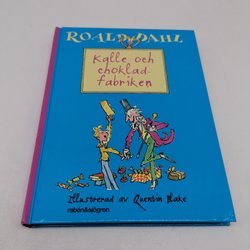 ROALD DAHL
Kalle och
choklad-
fabriken
Illustrerad av Quentin Blake
rabén&sjögren